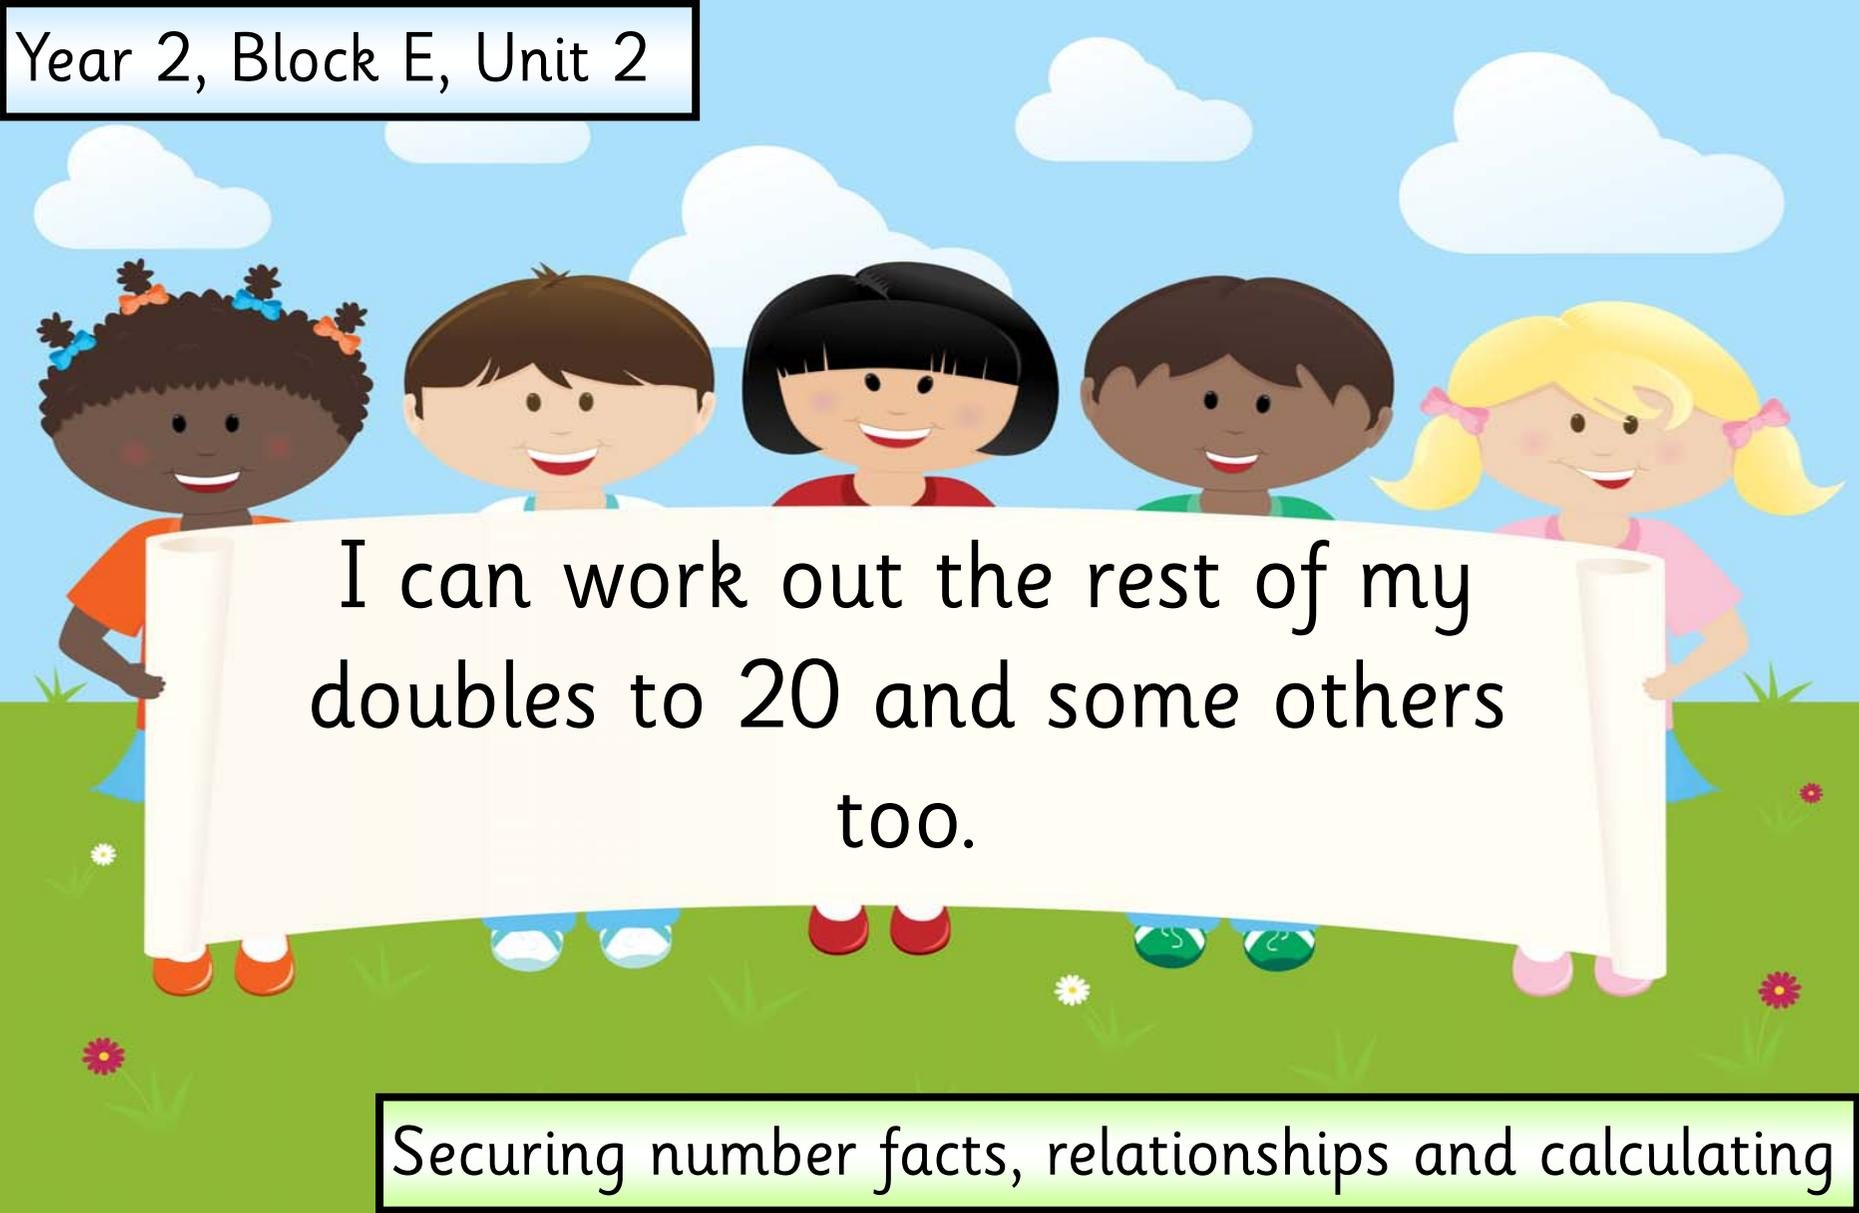 Year 2, Block E, Unit 2
I can work out the rest of my
doubles to 20 and some others
too.
Securing number facts, relationships and calculating